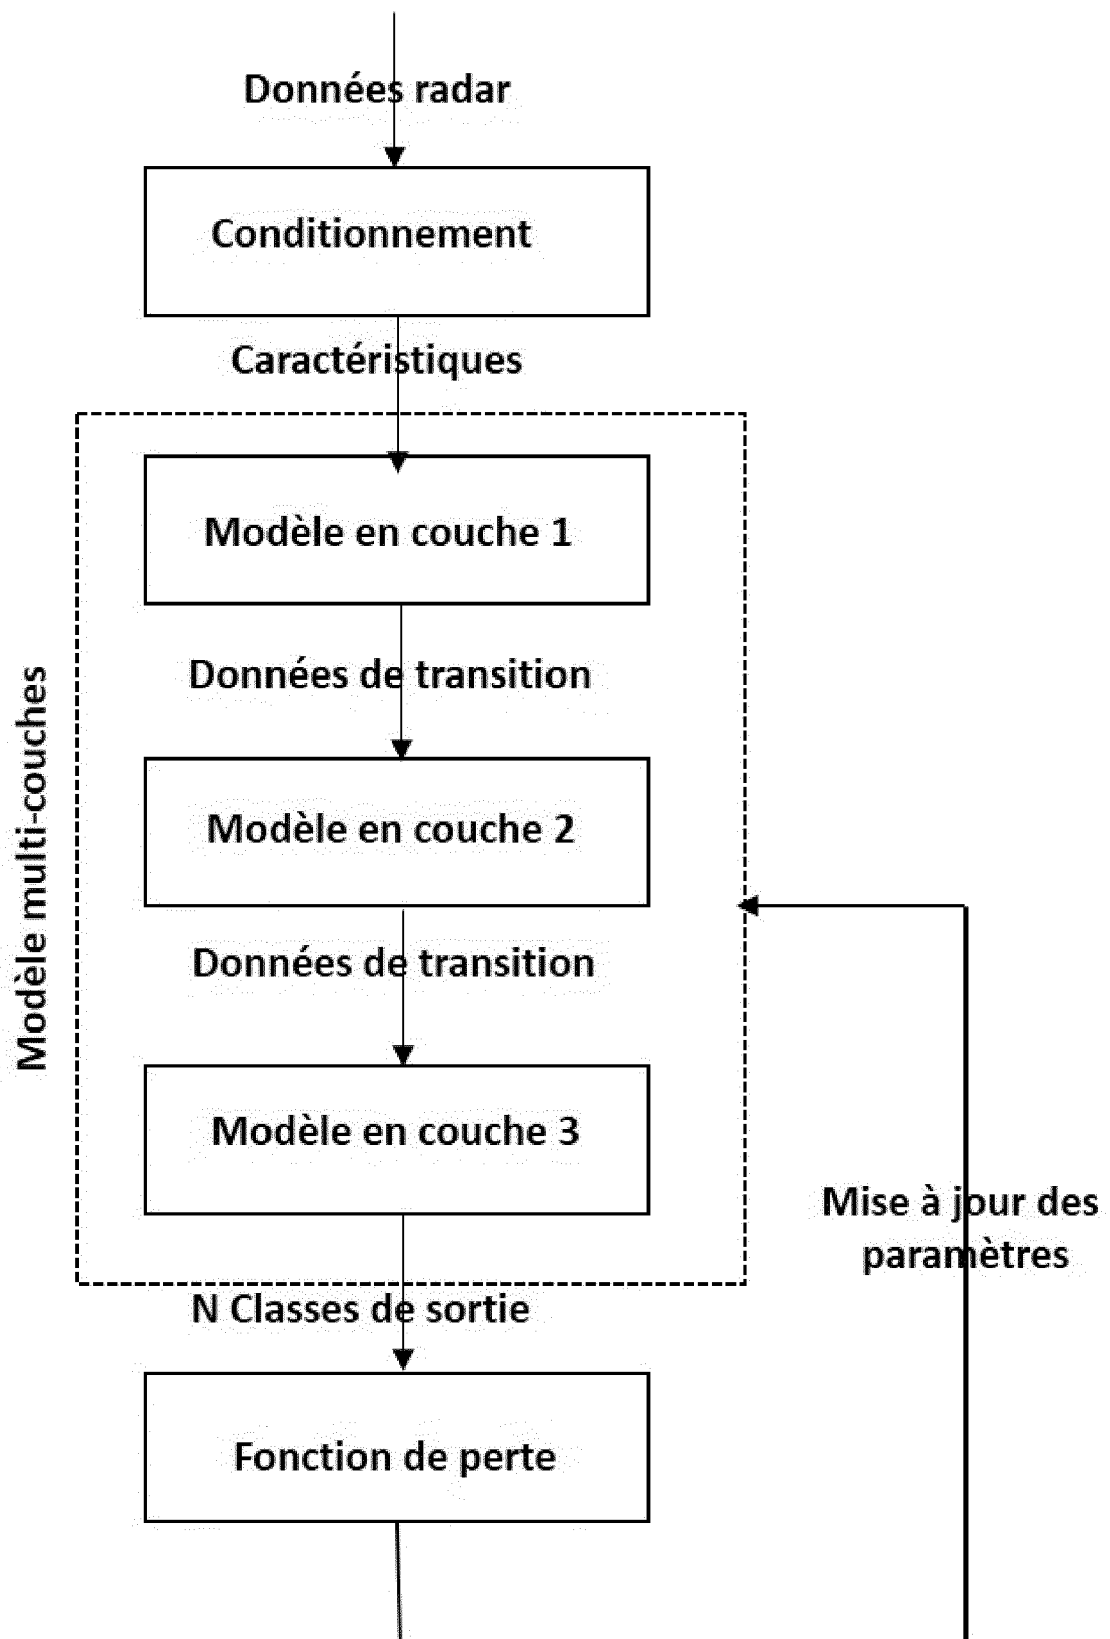 Données radar
Conditionnement
Caractéristiques
Modèle en couche 1
Données de transition
Modèle multi-couches
Modèle en couche 2
Données de transition
Modèle en couche 3
Mise à jour des
paramètres
N Classes de sortie
Fonction de perte